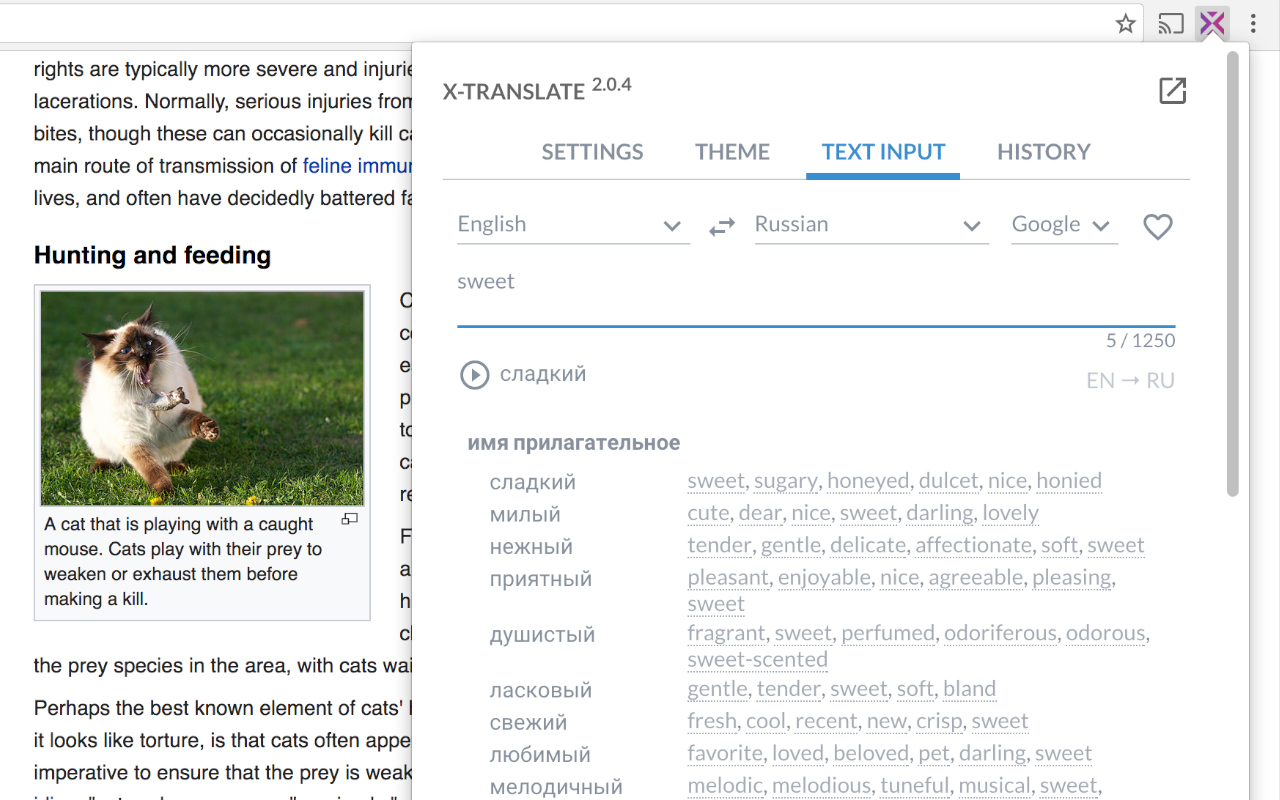 rights are typically more severe and injurie
lacerations. Normally, serious injuries from
bites, though these can occasionally kill ca
main route of transmission of feline immur
lives, and often have decidedly battered fa
Hunting and feeding
A cat that is playing with a caught
mouse. Cats play with their prey to
weaken or exhaust them before
making a kill.
the prey species in the area, with cats wai
Perhaps the best known element of cats'
it looks like torture, is that cats often appe
imperative to ensure that the prey is weak
X-TRANSLATE 2.0.4
SETTINGS THEME TEXT INPUT HISTORY
English Russian Google
sweet
5 / 1250
сладкий
EN → RU
имя прилагательное
сладкий sweet, sugary, honeyed, dulcet, nice, honied
милый cute, dear, nice, sweet, darling, lovely
нежный tender, gentle, delicate, affectionate, soft, sweet
приятный pleasant, enjoyable, nice, agreeable, pleasing,
sweet
душистый fragrant, sweet, perfumed, odoriferous, odorous,
sweet-scented
ласковый gentle, tender, sweet, soft, bland
свежий fresh, cool, recent, new, crisp, sweet
любимый favorite, loved, beloved, pet, darling, sweet
мелодичный melodic, melodious, tuneful, musical, sweet,